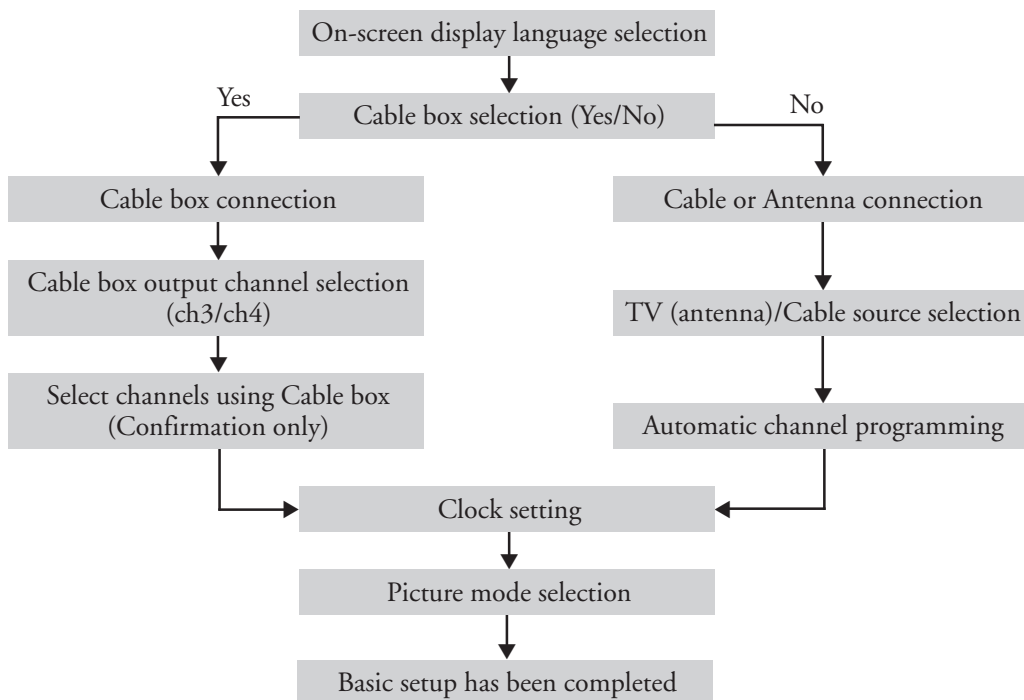 On-screen display language selection
Yes
Cable box selection (Yes/No)
No
Cable box connection
Cable or Antenna connection
Cable box output channel selection
(ch3/ch4)
TV (antenna)/Cable source selection
Select channels using Cable box
(Confirmation only)
Automatic channel programming
Clock setting
Picture mode selection
Basic setup has been completed